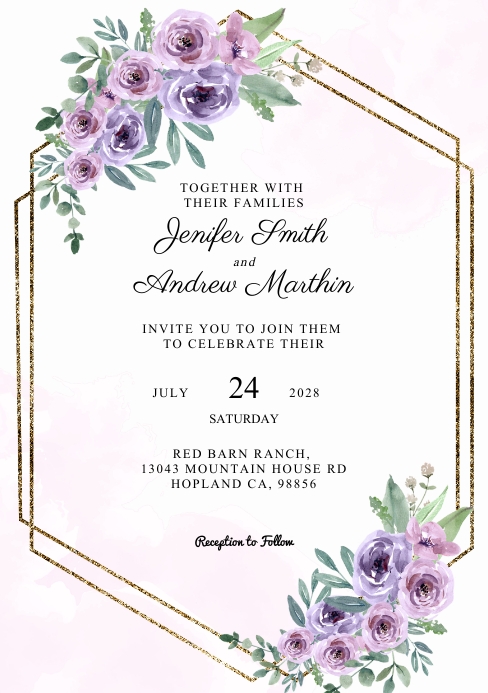 TOGETHER WITH
THEIR FAMILIES
Jenifer Smith
and
Andrew Marthin
INVITE YOU TO JOIN THEM
TO CELEBRATE THEIR
JULY 24 2028
SATURDAY
RED BARN RANCH,
13043 MOUNTAIN HOUSE RD
HOPLAND CA, 98856
Reception to Follow